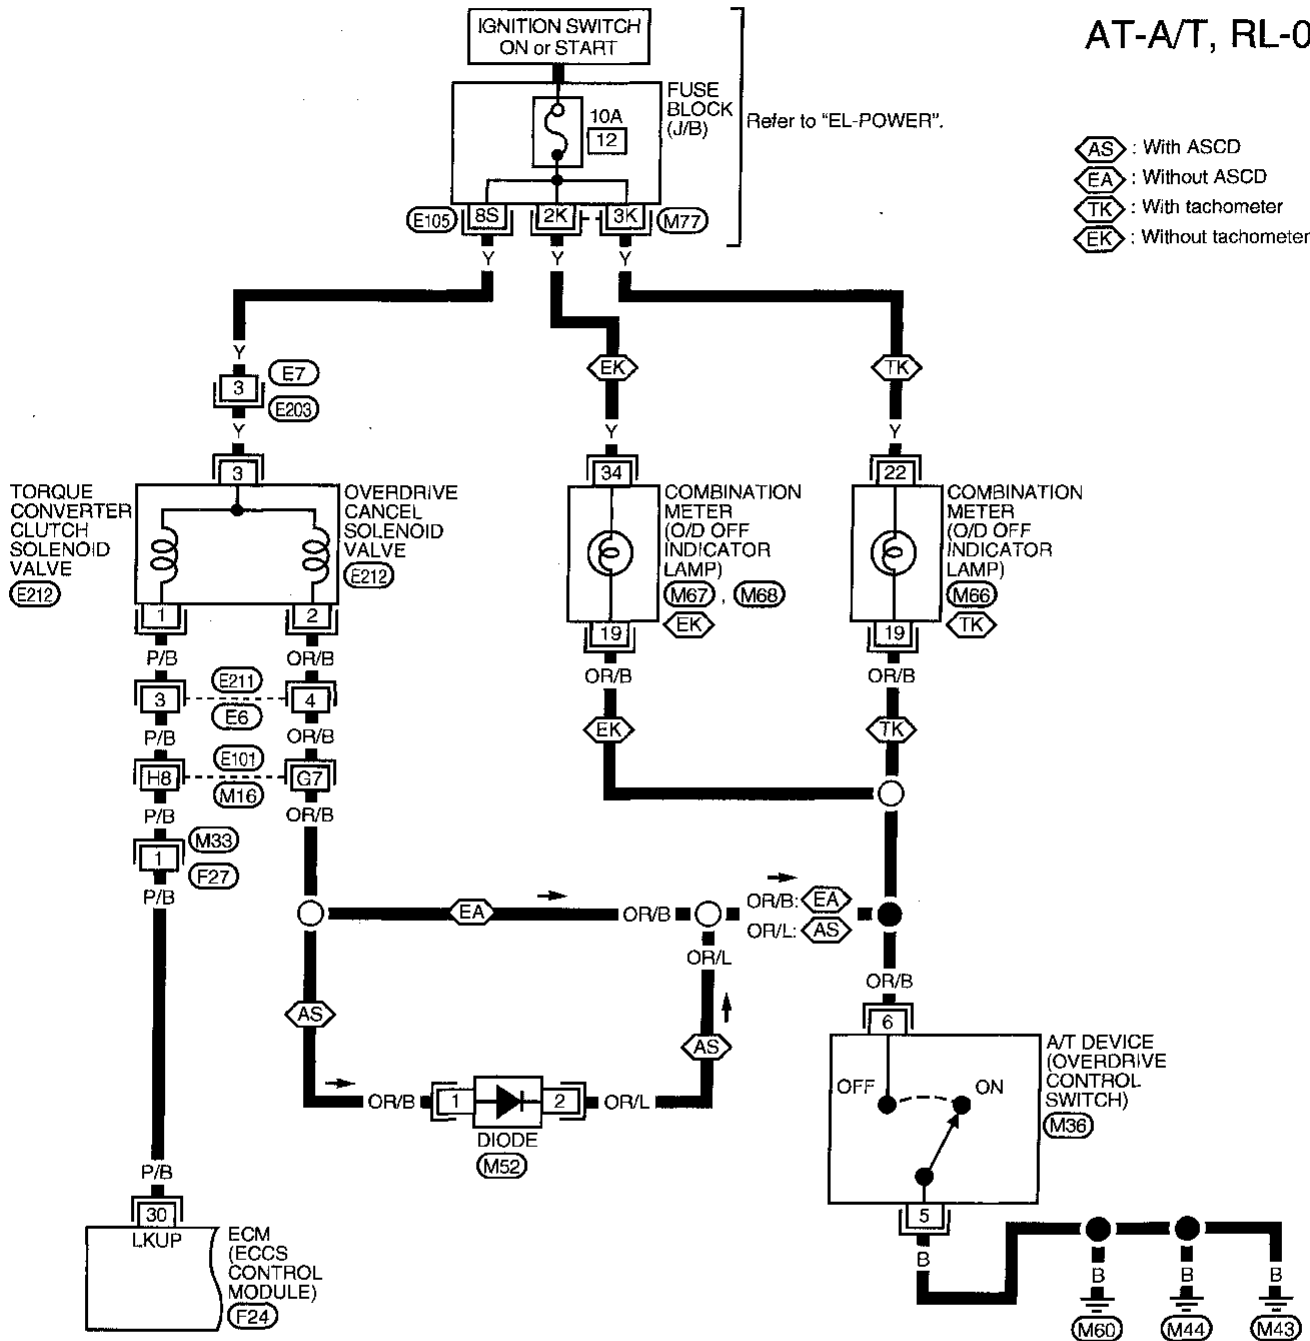 AT-A/T, RL-0
IGNITION SWITCH
ON or START
FUSE
BLOCK
(J/B)
10A
12
Refer to "EL-POWER".
AS : With ASCD
EA : Without ASCD
TK : With tachometer
EK : Without tachometer
E105
8S
2K
3K
M77
Y
Y
Y
Y
EK
TK
3
E7
E203
Y
Y
Y
3
34
22
TORQUE
CONVERTER
CLUTCH
SOLENOID
VALVE
E212
OVERDRIVE
CANCEL
SOLENOID
VALVE
E212
COMBINATION
METER
(O/D OFF
INDICATOR
LAMP)
M67 , M68
EK
COMBINATION
METER
(O/D OFF
INDICATOR
LAMP)
M66
TK
1
2
19
19
P/B
OR/B
OR/B
OR/B
3
E211
E6
4
P/B
OR/B
EK
TK
H8
E101
M16
G7
P/B
OR/B
1
M33
F27
P/B
EA
OR/B
OR/B: EA
OR/L: AS
OR/L
OR/B
AS
AS
6
OR/B
1
2
OR/L
DIODE
M52
OFF
ON
A/T DEVICE
(OVERDRIVE
CONTROL
SWITCH)
M36
5
P/B
30
LKUP
ECM
(ECCS
CONTROL
MODULE)
F24
B
B
B
B
M60
M44
M43